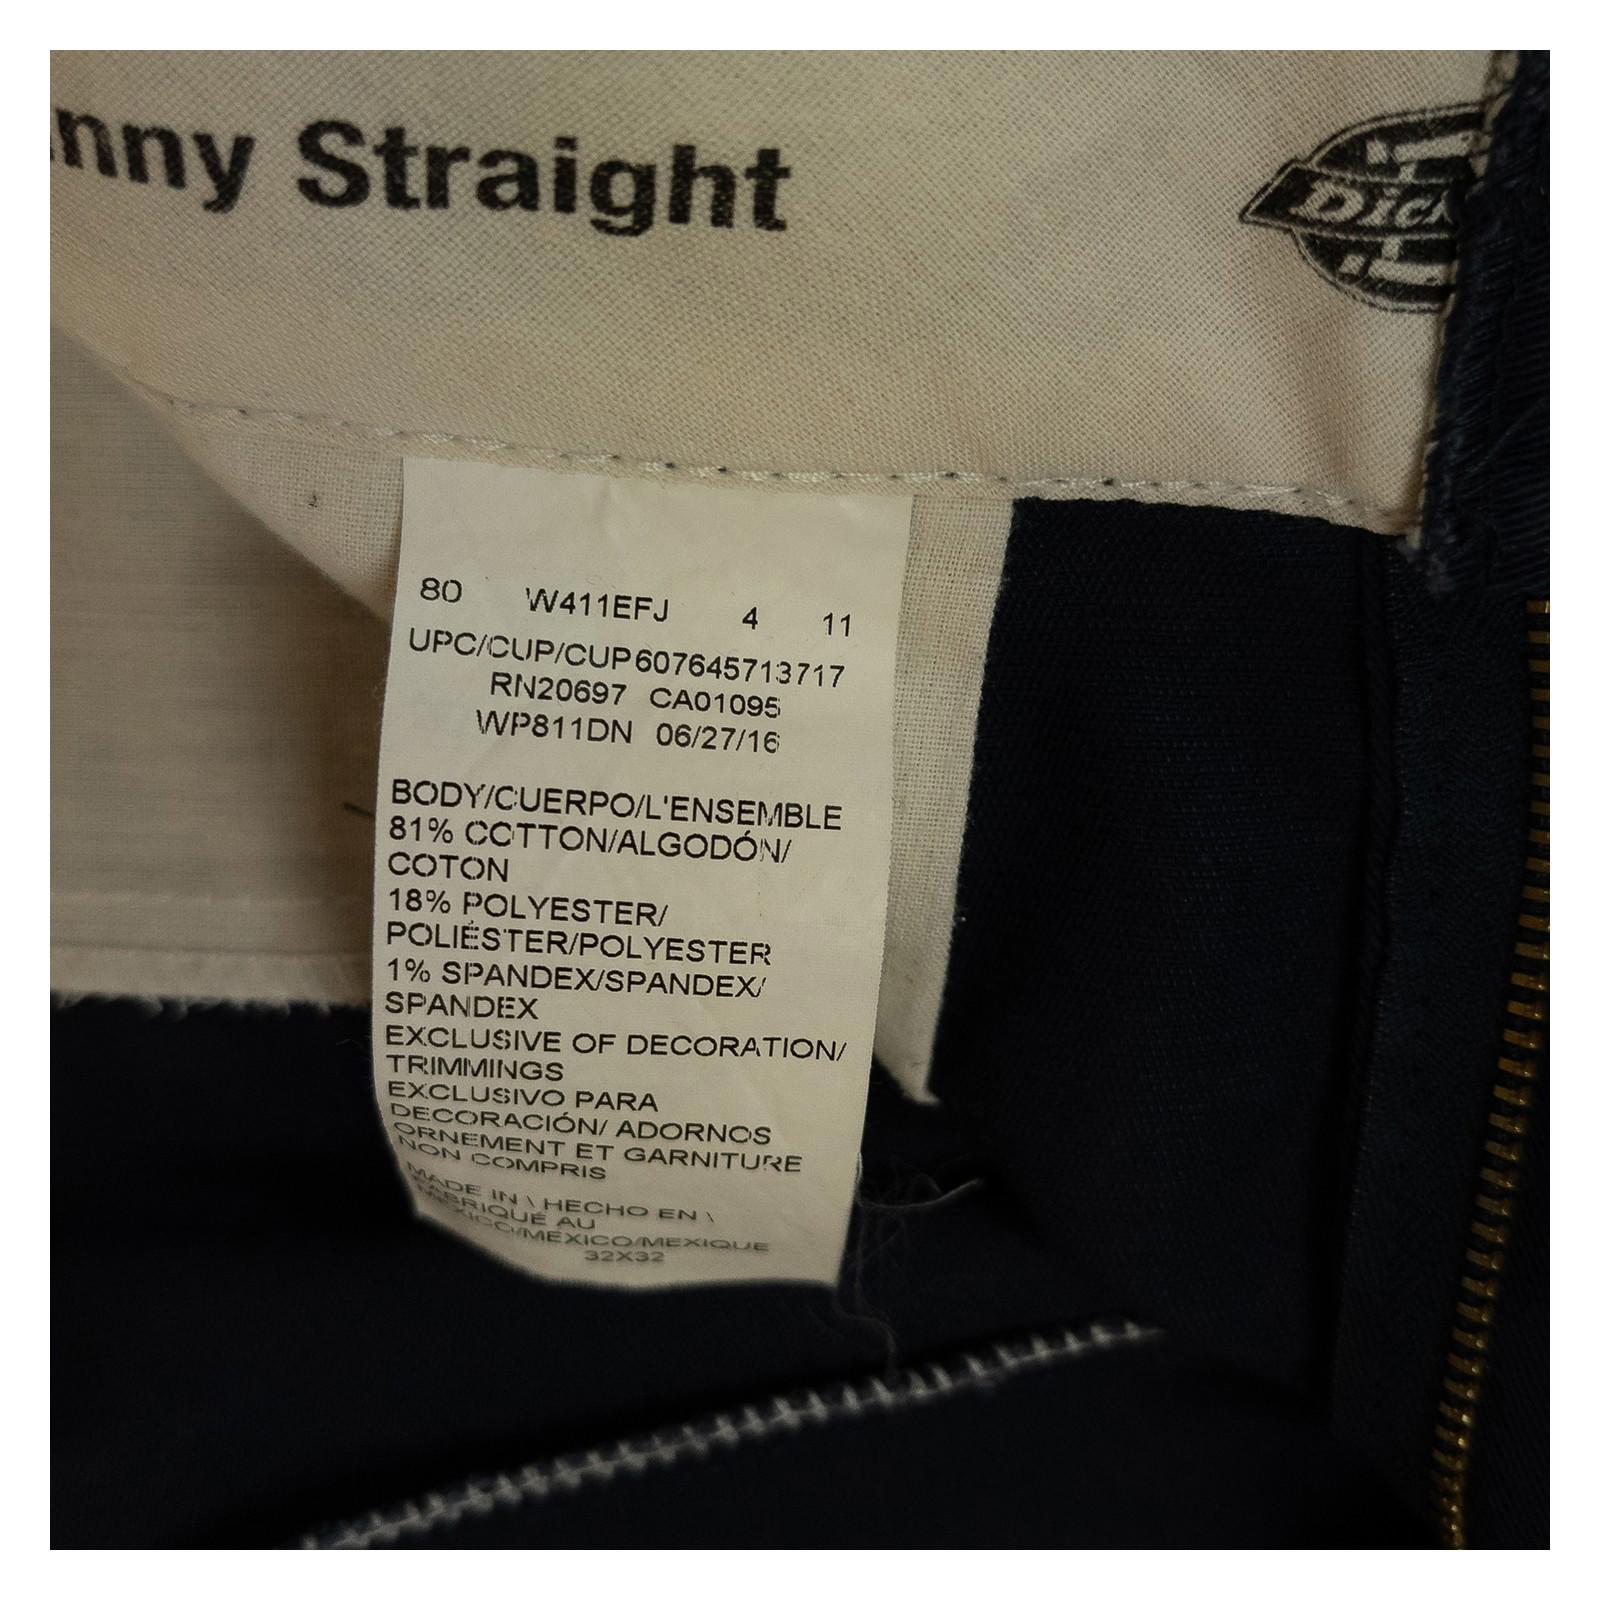 nny Straight
Dick
80 W411EFJ 4 11
UPC/CUP/CUP607645713717
RN20697 CA01095
WP811DN 06/27/16
BODY/CUERPO/L'ENSEMBLE
81% COTTON/ALGODÓN/
COTON
18% POLYESTER/
POLIÉSTER/POLYESTER
1% SPANDEX/SPANDEX/
SPANDEX
EXCLUSIVE OF DECORATION/
TRIMMINGS
EXCLUSIVO PARA
DECORACIÓN/ ADORNOS
ORNEMENT ET GARNITURE
NON COMPRIS
MADE IN \ HECHO EN \
FABRIQUÉ AU
MEXICO/MÉXICO/MEXIQUE
32X32